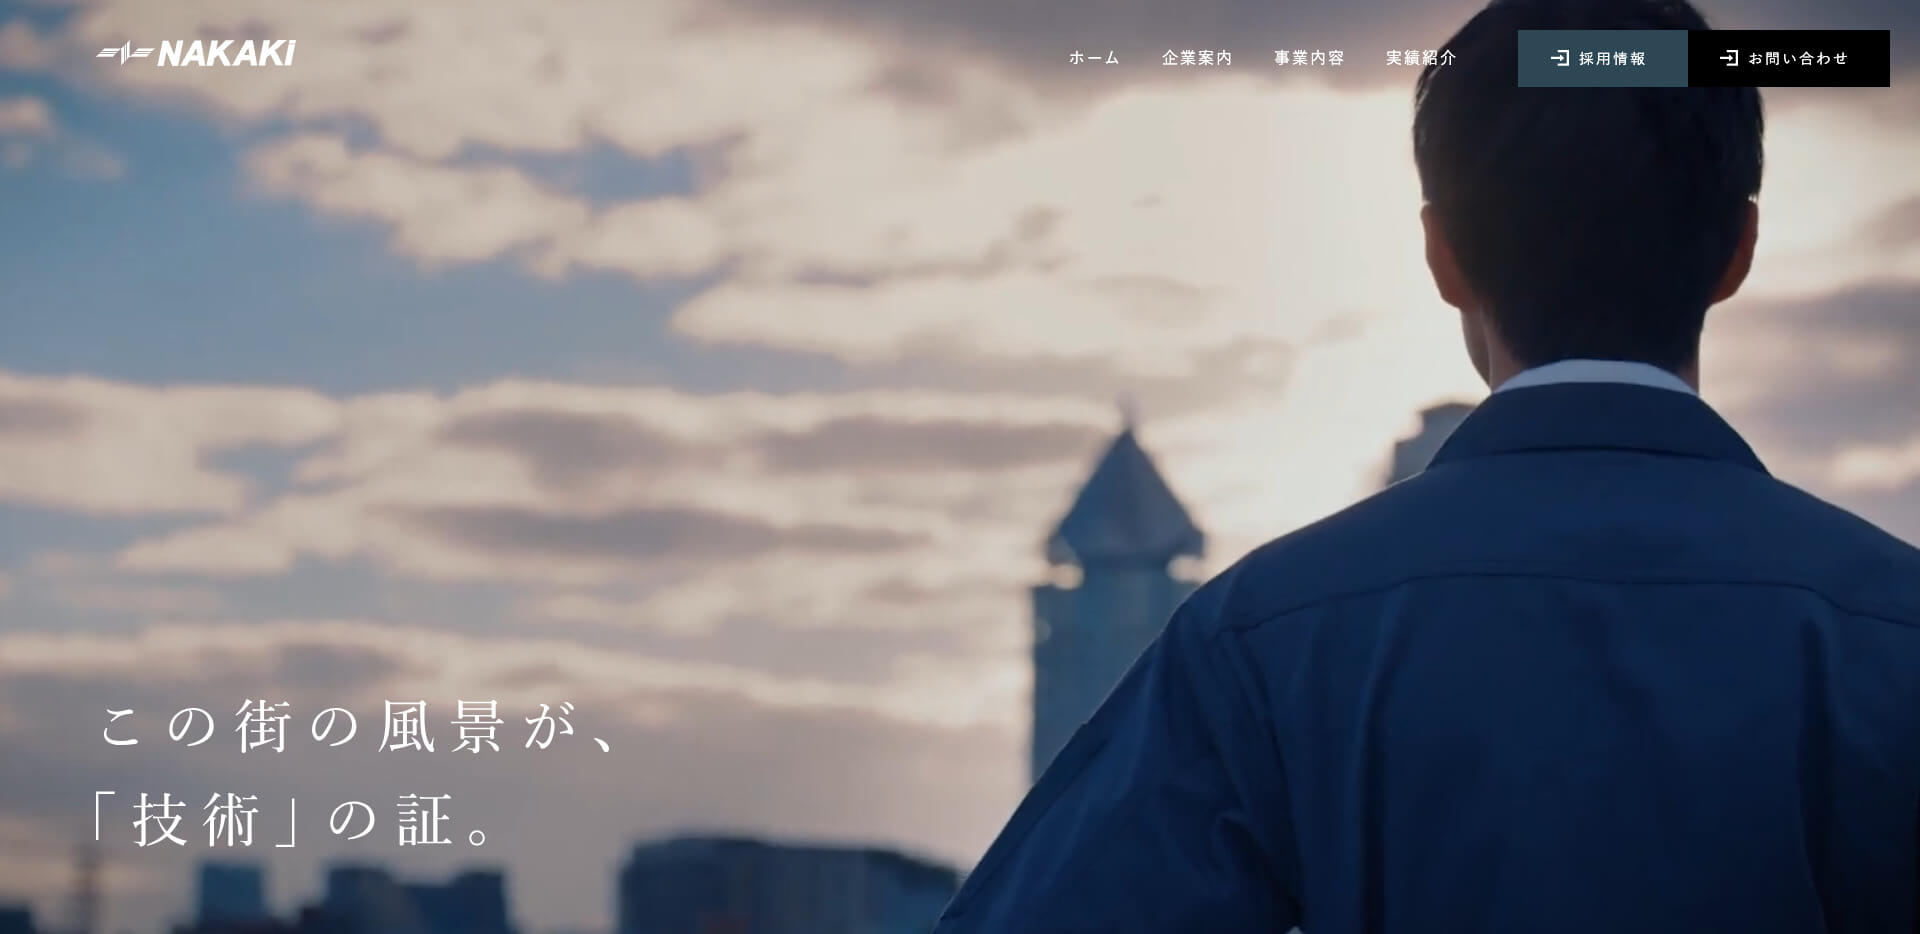 NAKAKi
ホーム
企業案内
事業内容
実績紹介
採用情報
お問い合わせ
この街の風景が、
「技術」の証。